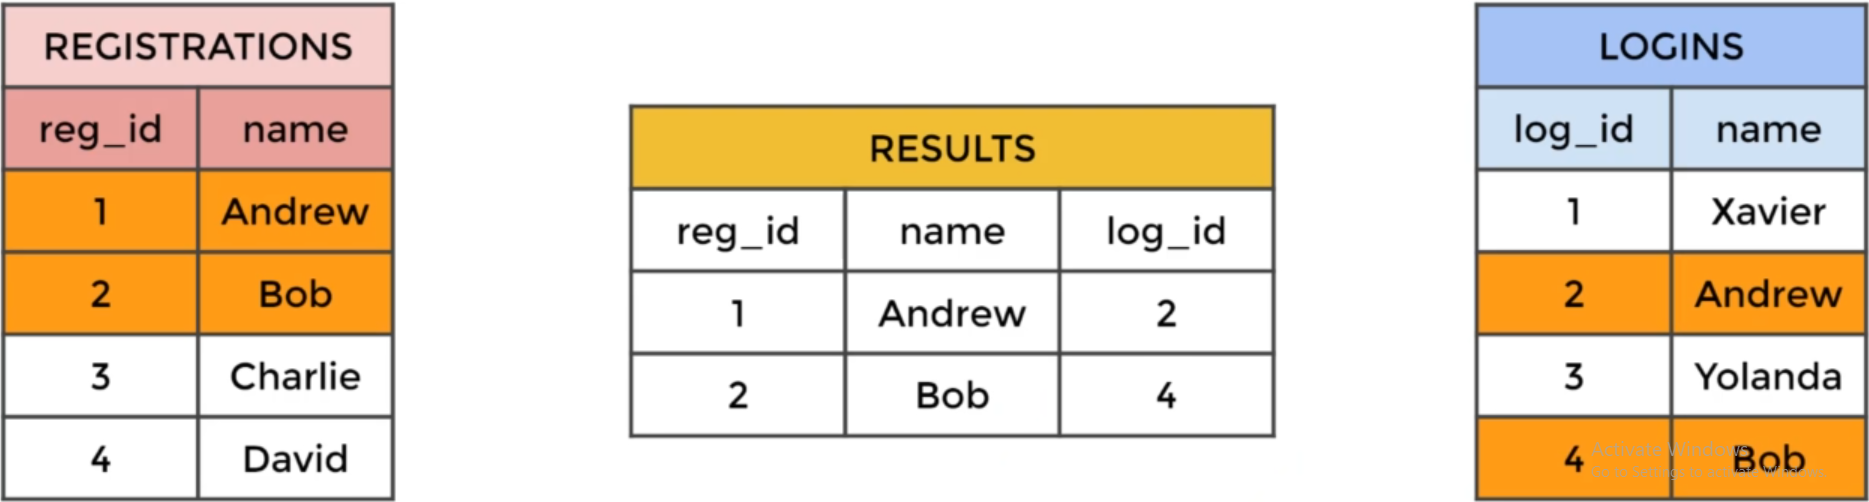 REGISTRATIONS
reg_id name
1 Andrew
2 Bob
3 Charlie
4 David
RESULTS
reg_id name log_id
1 Andrew 2
2 Bob 4
LOGINS
log_id name
1 Xavier
2 Andrew
3 Yolanda
4 Bob
Activate Windows
Go to Settings to activate Windows.